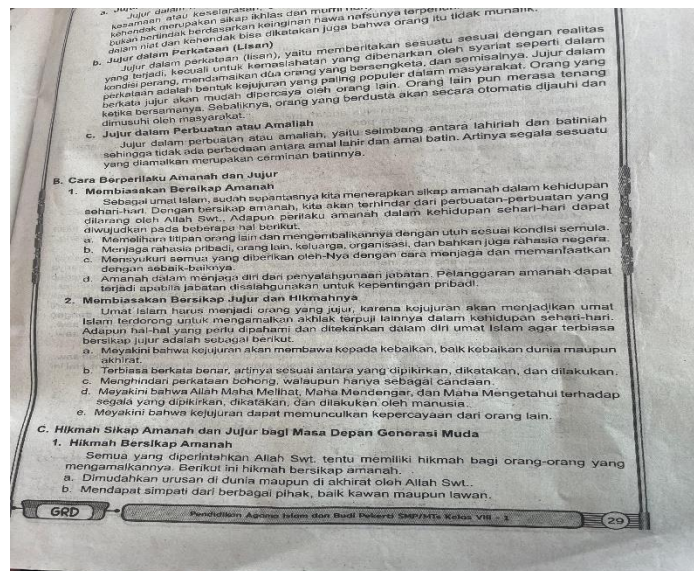 a. Jujur dalam
kesamaan atau keselarasan,
kehendak merupakan sikap ikhlas dan murni
bukan bertindak berdasarkan keinginan hawa nafsunya
dalam niat dan kehendak bisa dikatakan juga bahwa orang itu tidak munafik.
b. Jujur dalam Perkataan (Lisan)
Jujur dalam perkataan (lisan), yaitu memberitakan sesuatu sesuai dengan realitas
yang terjadi, kecuali untuk kemaslahatan yang dibenarkan oleh syariat seperti dalam
kondisi perang, mendamaikan dua orang yang bersengketa, dan semisalnya. Jujur dalam
perkataan adalah bentuk kejujuran yang paling populer dalam masyarakat. Orang yang
berkata jujur akan mudah dipercaya oleh orang lain. Orang lain pun merasa tenang
ketika bersamanya. Sebaliknya, orang yang berdusta akan secara otomatis dijauhi dan
dimusuhi oleh masyarakat.
c. Jujur dalam Perbuatan atau Amaliah
Jujur dalam perbuatan atau amaliah, yaitu seimbang antara lahiriah dan batiniah
sehingga tidak ada perbedaan antara amal lahir dan amal batin. Artinya segala sesuatu
yang diamalkan merupakan cerminan batinnya.
B. Cara Berperilaku Amanah dan Jujur
1. Membiasakan Bersikap Amanah
Sebagai umat Islam, sudah sepantasnya kita menerapkan sikap amanah dalam kehidupan
sehari-hari. Dengan bersikap amanah, kita akan terhindar dari perbuatan-perbuatan yang
dilarang oleh Allah Swt.. Adapun perilaku amanah dalam kehidupan sehari-hari dapat
diwujudkan pada beberapa hal berikut.
a. Memelihara titipan orang lain dan mengembalikannya dengan utuh sesuai kondisi semula.
b. Menjaga rahasia pribadi, orang lain, keluarga, organisasi, dan bahkan juga rahasia negara.
c. Mensyukuri semua yang diberikan oleh-Nya dengan cara menjaga dan memanfaatkan
dengan sebaik-baiknya.
d. Amanah dalam menjaga diri dari penyalahgunaan jabatan. Pelanggaran amanah dapat
terjadi apabila jabatan disalahgunakan untuk kepentingan pribadi.
2. Membiasakan Bersikap Jujur dan Hikmahnya
Umat Islam harus menjadi orang yang jujur, karena kejujuran akan menjadikan umat
Islam terdorong untuk mengamalkan akhlak terpuji lainnya dalam kehidupan sehari-hari.
Adapun hal-hal yang perlu dipahami dan ditekankan dalam diri umat Islam agar terbiasa
bersikap jujur adalah sebagai berikut.
a. Meyakini bahwa kejujuran akan membawa kepada kebaikan, baik kebaikan dunia maupun
akhirat.
b. Terbiasa berkata benar, artinya sesuai antara yang dipikirkan, dikatakan, dan dilakukan.
c. Menghindari perkataan bohong, walaupun hanya sebagai candaan.
d. Meyakini bahwa Allah Maha Melihat, Maha Mendengar, dan Maha Mengetahui terhadap
segala yang dipikirkan, dikatakan, dan dilakukan oleh manusia.
e. Meyakini bahwa kejujuran dapat memunculkan kepercayaan dari orang lain.
C. Hikmah Sikap Amanah dan Jujur bagi Masa Depan Generasi Muda
1. Hikmah Bersikap Amanah
Semua yang diperintahkan Allah Swt. tentu memiliki hikmah bagi orang-orang yang
mengamalkannya. Berikut ini hikmah bersikap amanah.
a. Dimudahkan urusan di dunia maupun di akhirat oleh Allah Swt..
b. Mendapat simpati dari berbagai pihak, baik kawan maupun lawan.
GRD
Pendidikan Agama Islam dan Budi Pekerti SMP/MTs Kelas VIII - 1
29